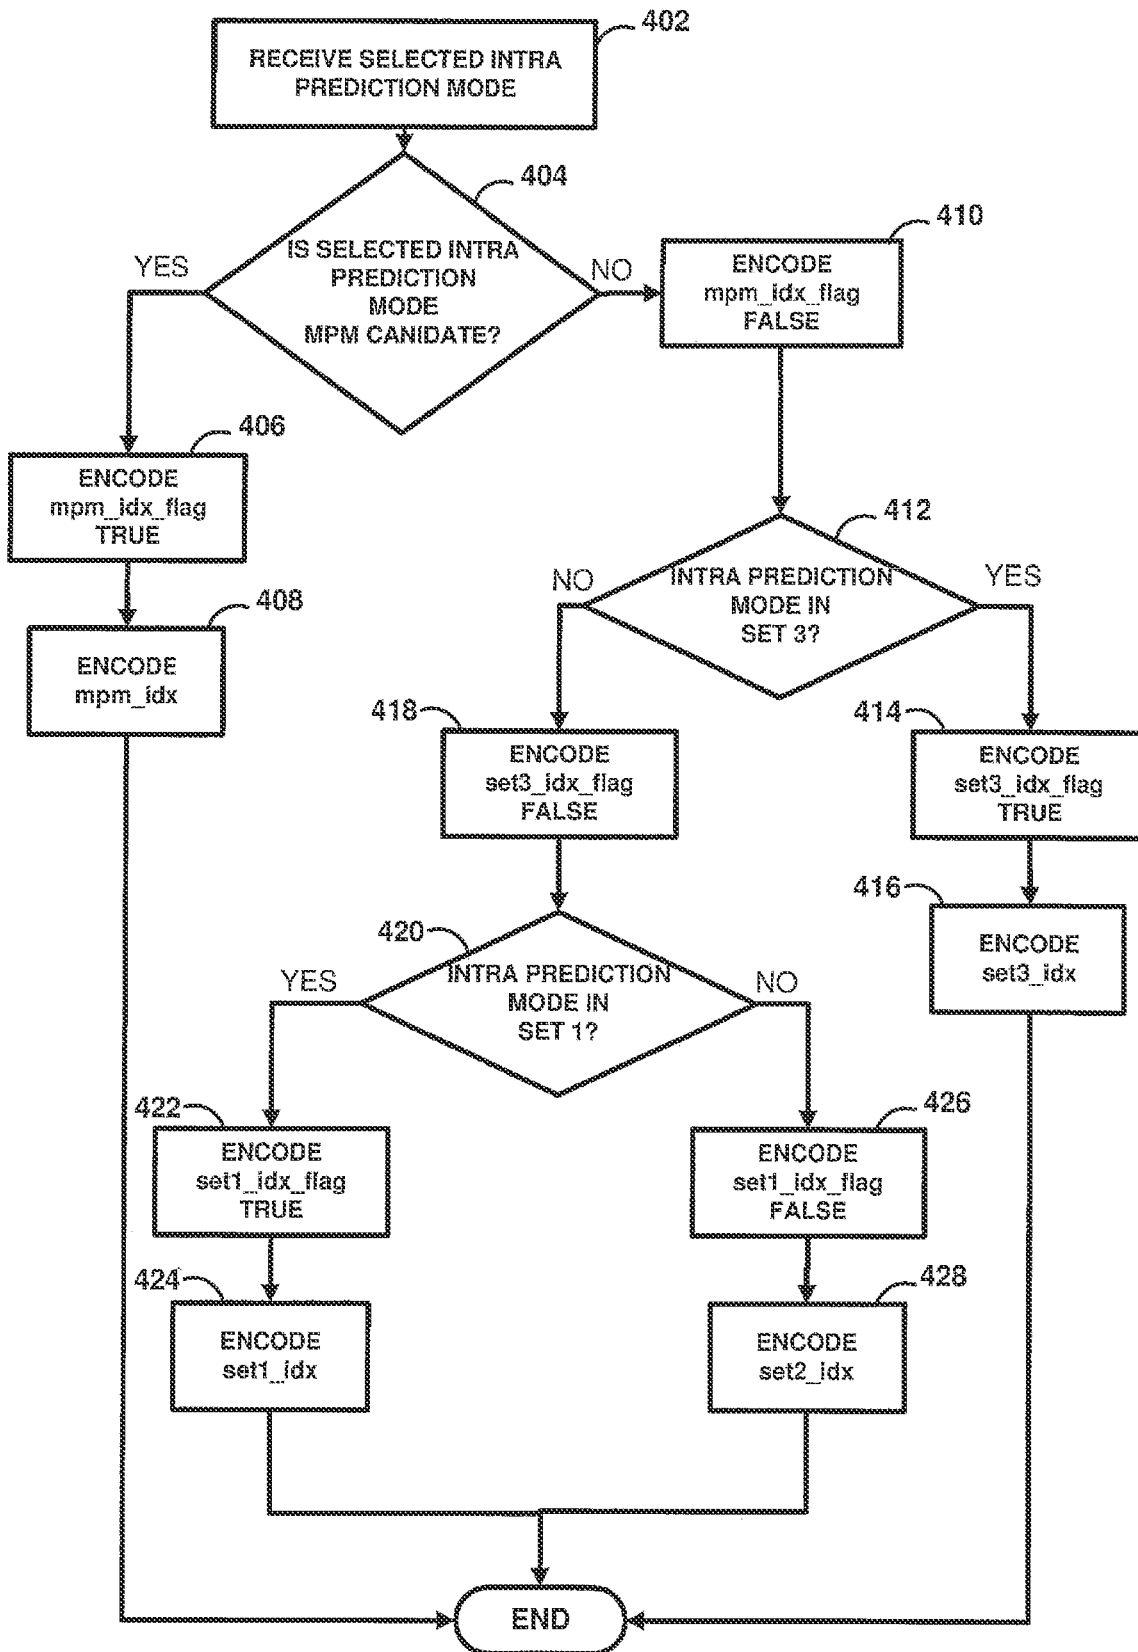 402
RECEIVE SELECTED INTRA
PREDICTION MODE
404
IS SELECTED INTRA
PREDICTION
MODE
MPM CANIDATE?
YES
NO
410
ENCODE
mpm_idx_flag
FALSE
406
ENCODE
mpm_idx_flag
TRUE
408
ENCODE
mpm_idx
412
INTRA PREDICTION
MODE IN
SET 3?
NO
YES
418
ENCODE
set3_idx_flag
FALSE
414
ENCODE
set3_idx_flag
TRUE
416
ENCODE
set3_idx
420
INTRA PREDICTION
MODE IN
SET 1?
YES
NO
422
ENCODE
set1_idx_flag
TRUE
426
ENCODE
set1_idx_flag
FALSE
424
ENCODE
set1_idx
428
ENCODE
set2_idx
END